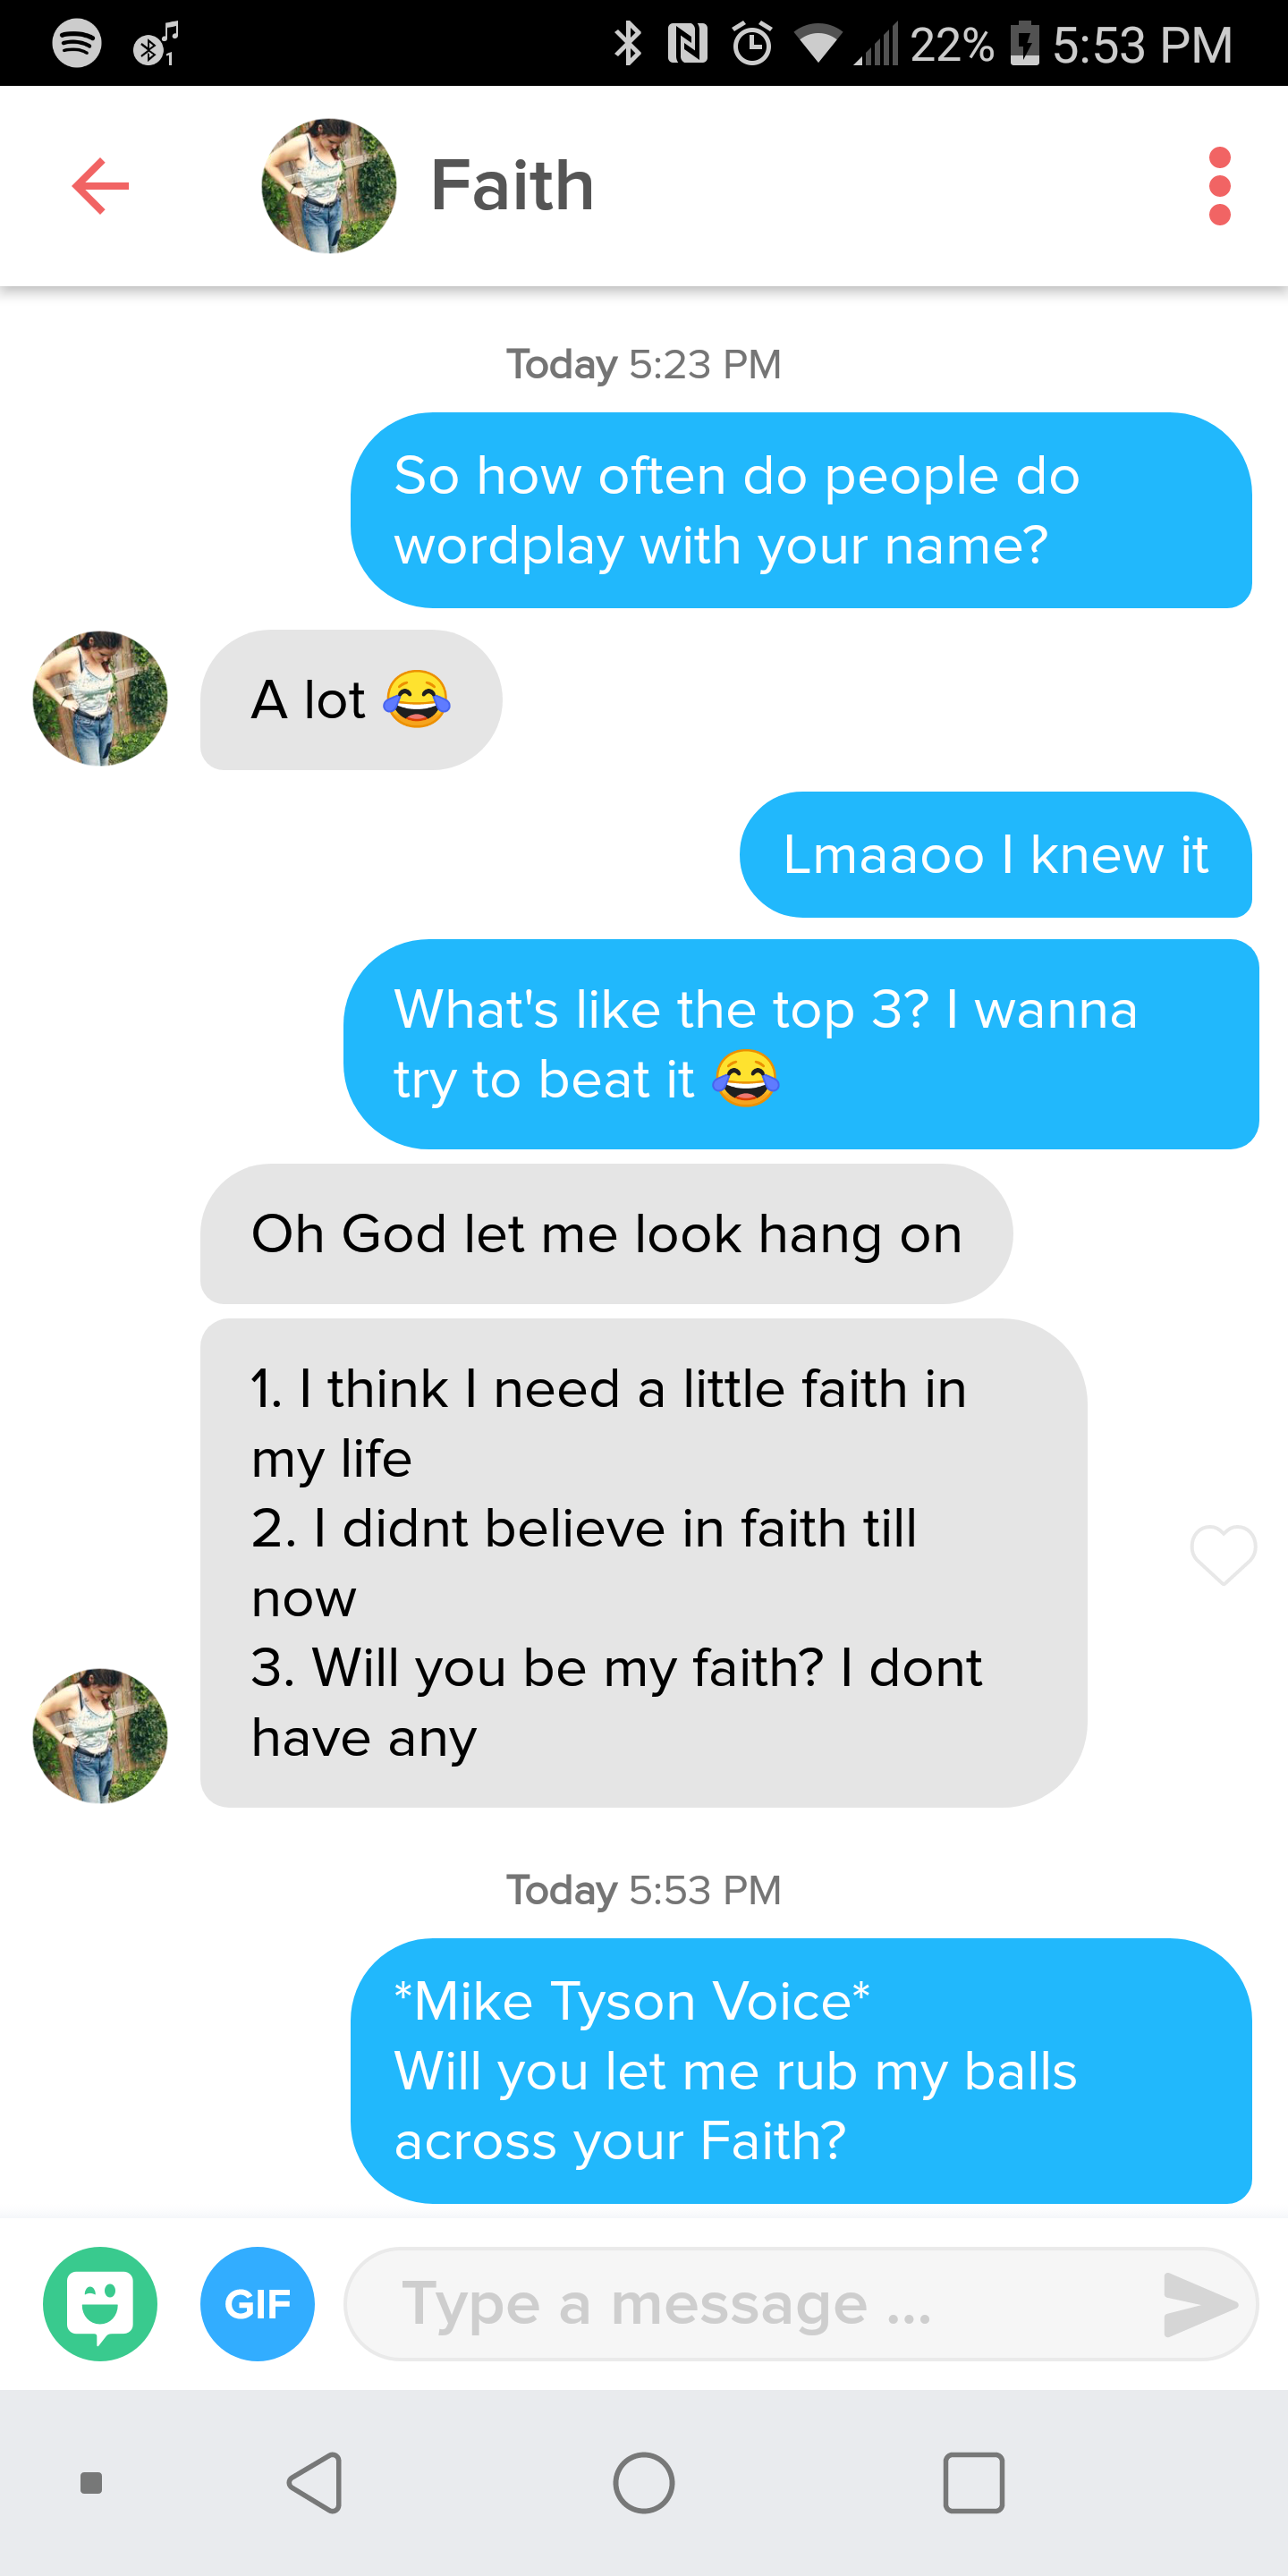 1
22% 5:53 PM
Faith
Today 5:23 PM
So how often do people do
wordplay with your name?
A lot 😂
Lmaaoo I knew it
What's like the top 3? I wanna
try to beat it 😂
Oh God let me look hang on
1. I think I need a little faith in
my life
2. I didnt believe in faith till
now
3. Will you be my faith? I dont
have any
Today 5:53 PM
*Mike Tyson Voice*
Will you let me rub my balls
across your Faith?
GIF
Type a message ...